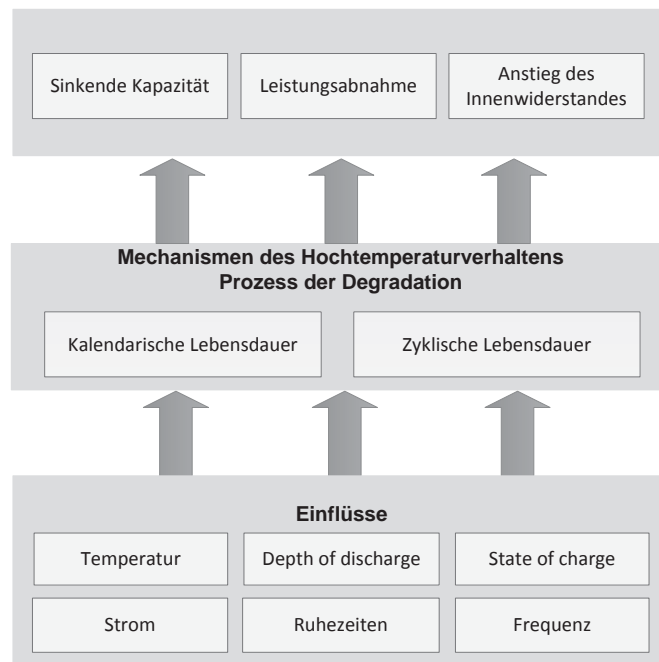 Sinkende Kapazität
Leistungsabnahme
Anstieg des
Innenwiderstandes
Mechanismen des Hochtemperaturverhaltens
Prozess der Degradation
Kalendarische Lebensdauer
Zyklische Lebensdauer
Einflüsse
Temperatur
Depth of discharge
State of charge
Strom
Ruhezeiten
Frequenz